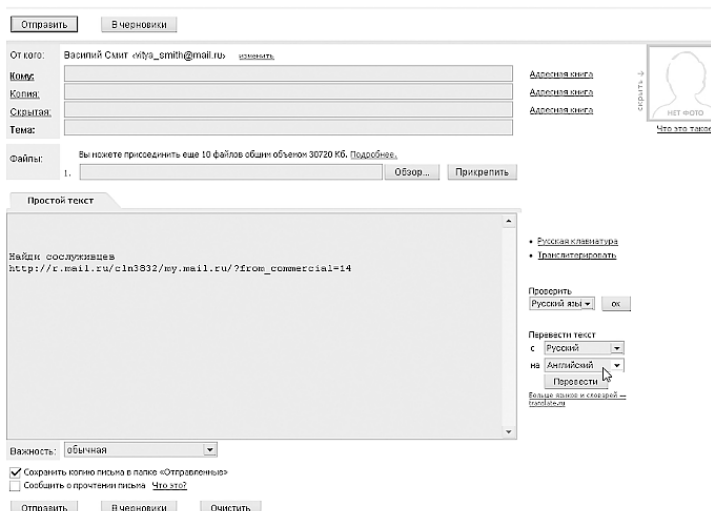 Отправить В черновики
От кого: Василий Смит <vitya_smith@mail.ru> изменить
Кому: Адресная книга
Копия: Адресная книга
Скрытая: Адресная книга
Тема:
скрыть
НЕТ ФОТО
Что это такое
Файлы: Вы можете присоединить еще 10 файлов общим объемом 30720 Кб. Подробнее.
1. Обзор... Прикрепить
Простой текст
Найди сослуживцев
http://r.mail.ru/cln3832/my.mail.ru/?from_commercial=14
• Русская клавиатура
• Транслитерировать
Проверить
Русский язы ок
Перевести текст
с Русский
на Английский
Перевести
Больше языков и словарей —
translate.ru
Важность: обычная
Сохранить копию письма в папке «Отправленные»
Сообщить о прочтении письма Что это?
Отправить В черновики Очистить